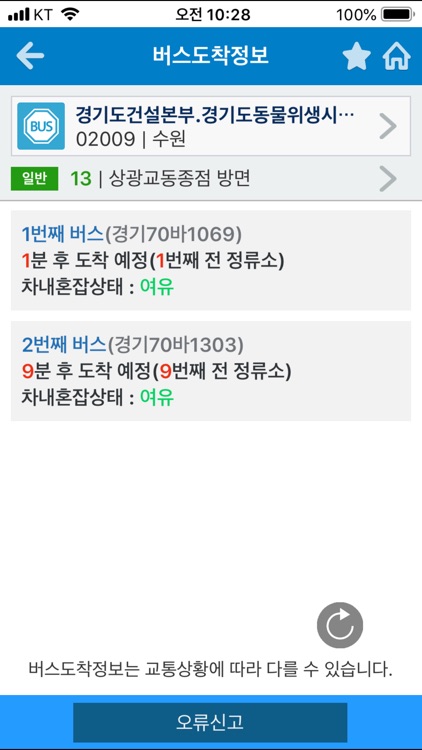 KT 오전 10:28 100%
버스도착정보
BUS
경기도건설본부.경기도동물위생시…
02009 | 수원
일반 13 | 상광교동종점 방면
1번째 버스(경기70바1069)
1분 후 도착 예정(1번째 전 정류소)
차내혼잡상태 : 여유
2번째 버스(경기70바1303)
9분 후 도착 예정(9번째 전 정류소)
차내혼잡상태 : 여유
버스도착정보는 교통상황에 따라 다를 수 있습니다.
오류신고